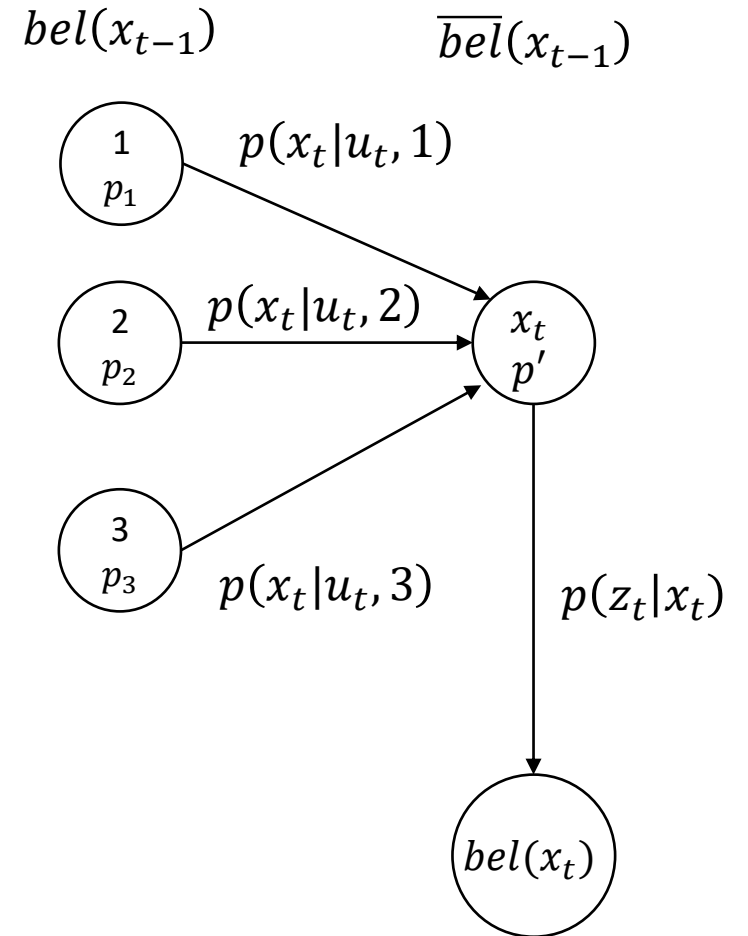 $bel(x_{t-1})$
$\overline{bel}(x_{t-1})$
1
$p_1$
$p(x_t|u_t, 1)$
2
$p_2$
$p(x_t|u_t, 2)$
$x_t$
$p'$
3
$p_3$
$p(x_t|u_t, 3)$
$p(z_t|x_t)$
$bel(x_t)$